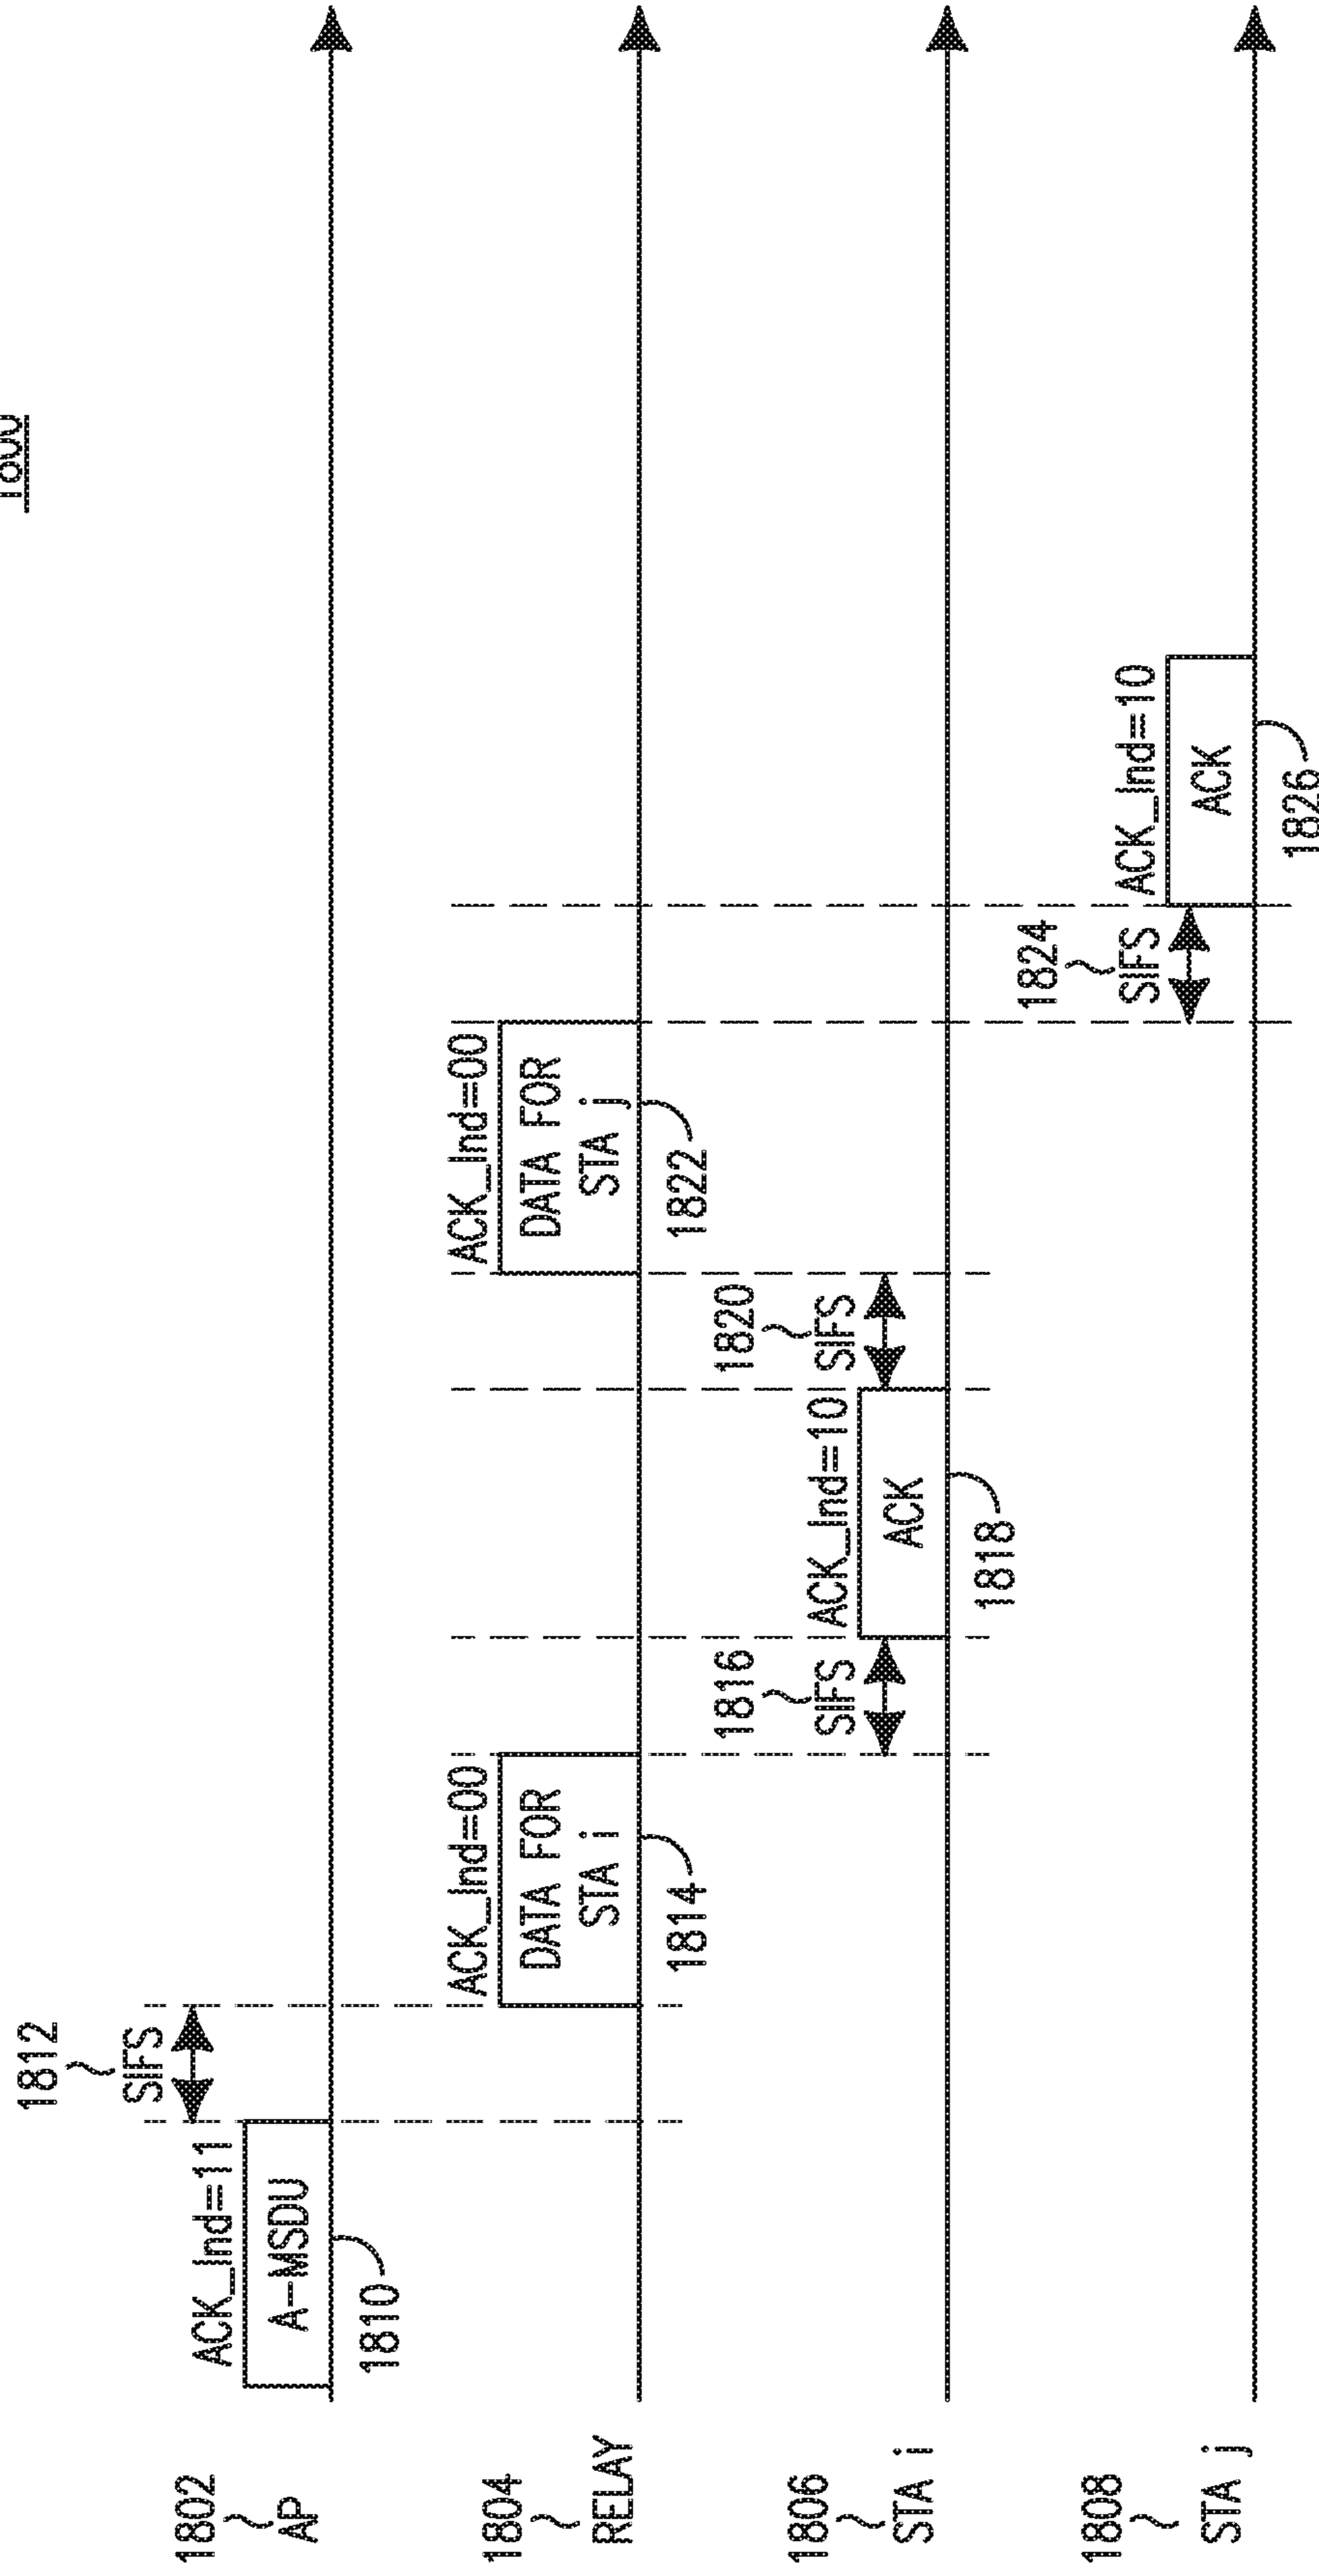 1800
1802
AP
ACK_Ind=11
A-MSDU
1810
1812
SIFS
1804
RELAY
ACK_Ind=00
DATA FOR
STA i
1814
ACK_Ind=00
DATA FOR
STA j
1822
1806
STA i
1816
SIFS
ACK_Ind=10
ACK
1818
1820
SIFS
1808
STA j
1824
SIFS
ACK_Ind=10
ACK
1826